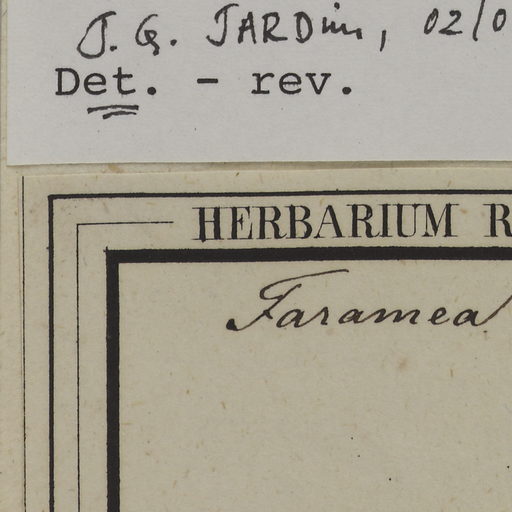 J. G. JARDim, 02/0
Det. - rev.
HERBARIUM R
Faramea